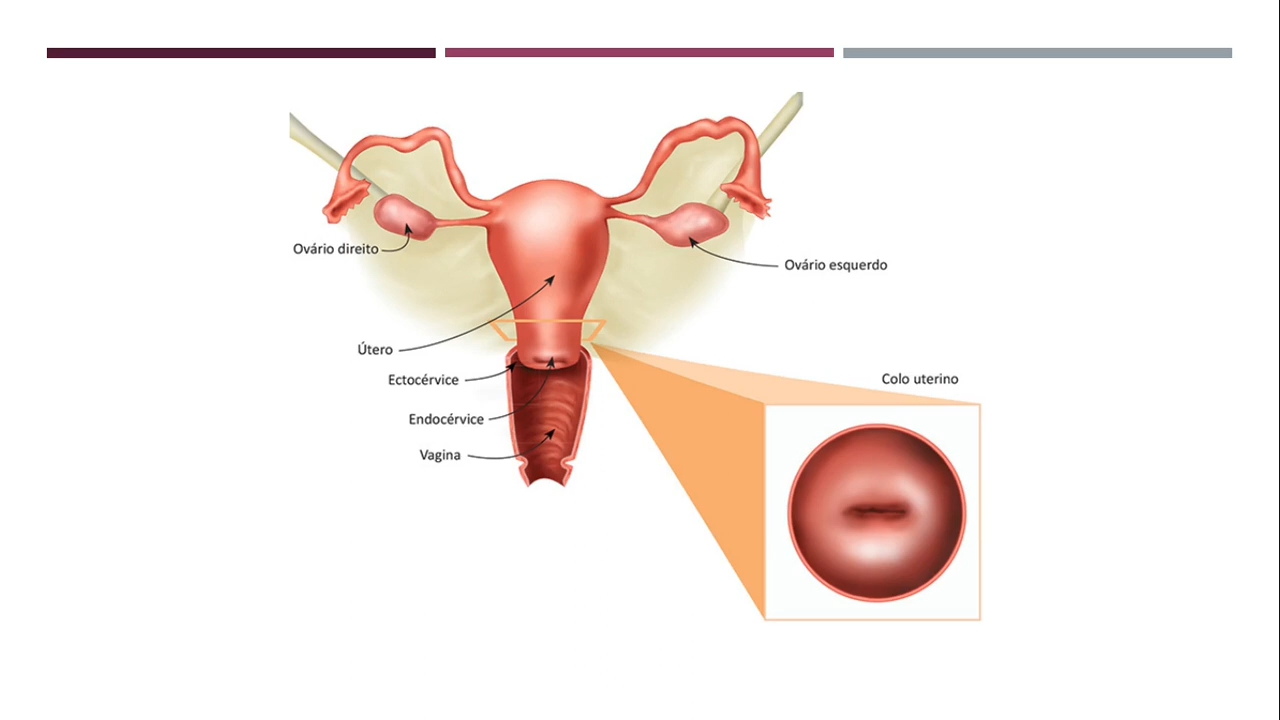 Ovário direito
Ovário esquerdo
Útero
Ectocérvice
Colo uterino
Endocérvice
Vagina